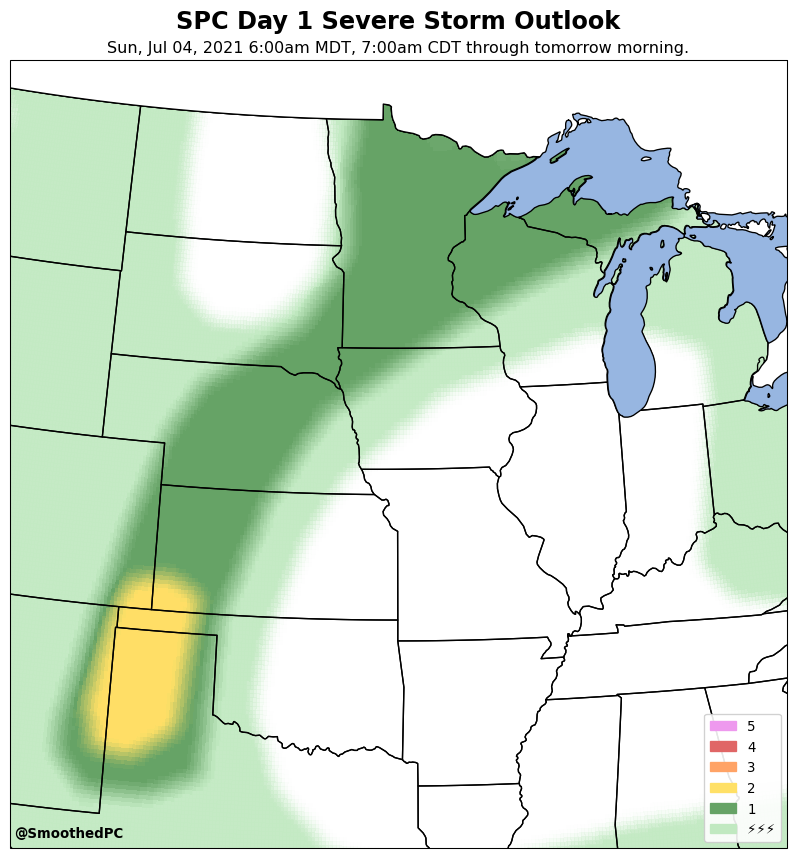 SPC Day 1 Severe Storm Outlook
Sun, Jul 04, 2021 6:00am MDT, 7:00am CDT through tomorrow morning.
5
4
3
2
1
⚡⚡⚡
@SmoothedPC